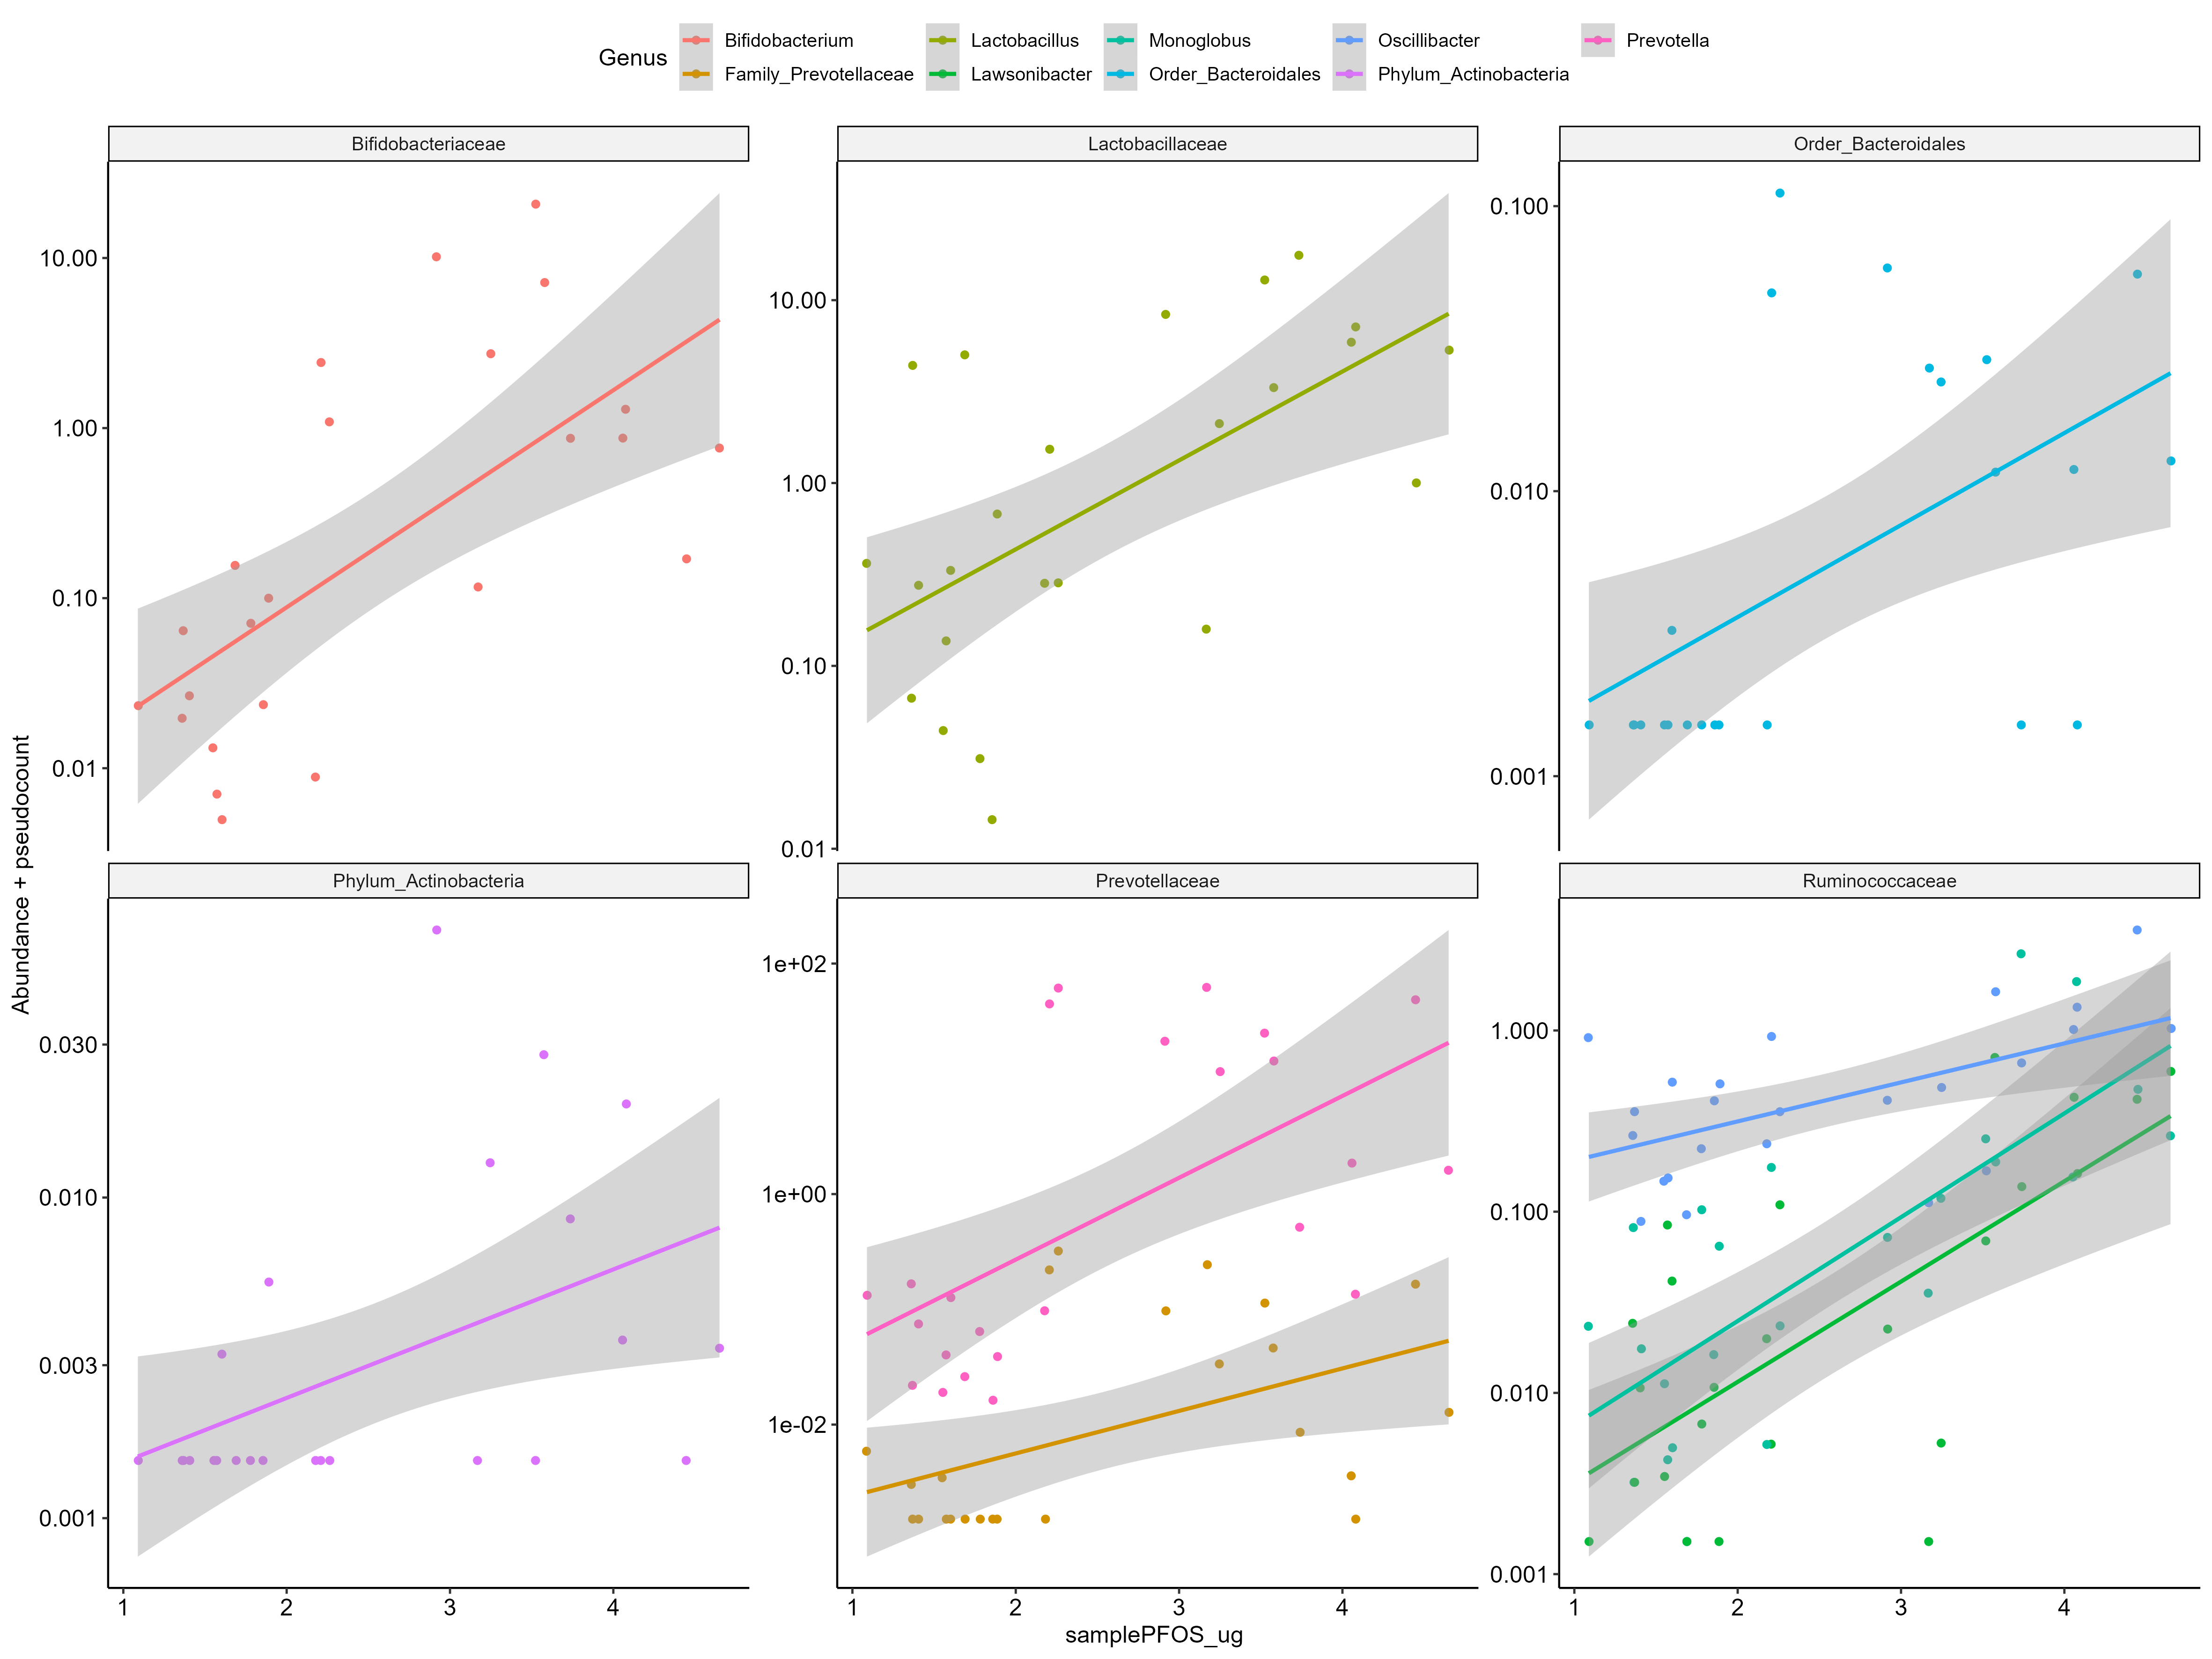 Genus
Bifidobacterium
Family_Prevotellaceae
Lactobacillus
Lawsonibacter
Monoglobus
Order_Bacteroidales
Oscillibacter
Phylum_Actinobacteria
Prevotella
Abundance + pseudocount
Bifidobacteriaceae
10.00
1.00
0.10
0.01
Lactobacillaceae
10.00
1.00
0.10
0.01
Order_Bacteroidales
0.100
0.010
0.001
Phylum_Actinobacteria
0.030
0.010
0.003
0.001
1 2 3 4
Prevotellaceae
1e+02
1e+00
1e-02
1 2 3 4
Ruminococcaceae
1.000
0.100
0.010
0.001
1 2 3 4
samplePFOS_ug